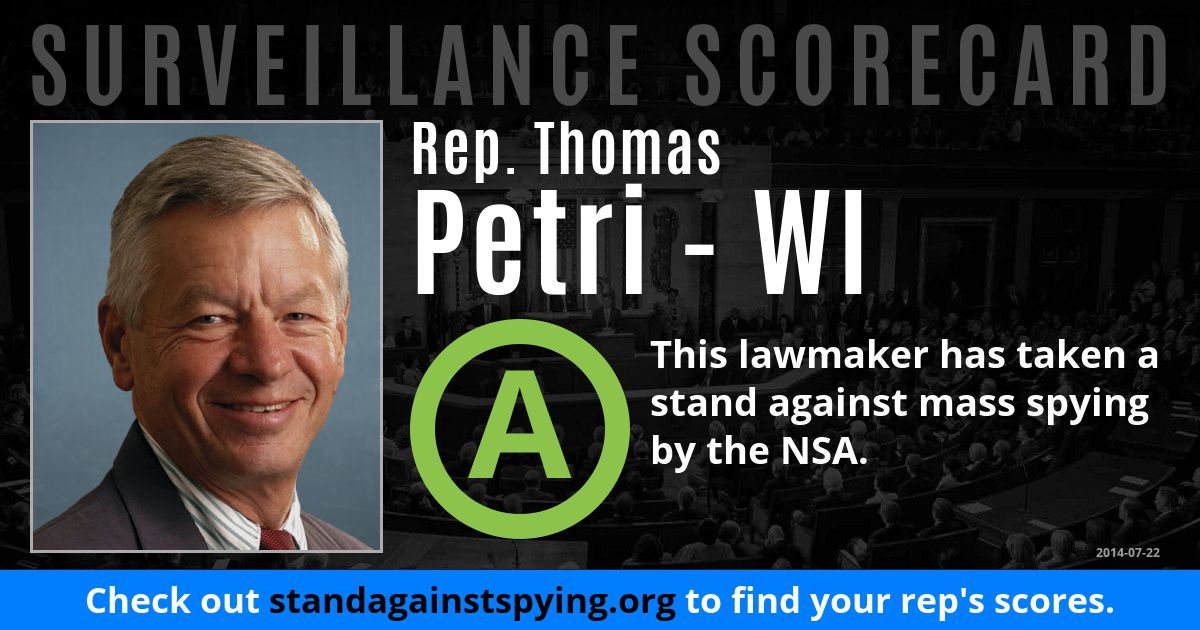 SURVEILLANCE SCORECARD
Rep. Thomas
Petri - WI
A
This lawmaker has taken a
stand against mass spying
by the NSA.
2014-07-22
Check out standagainstspying.org to find your rep's scores.